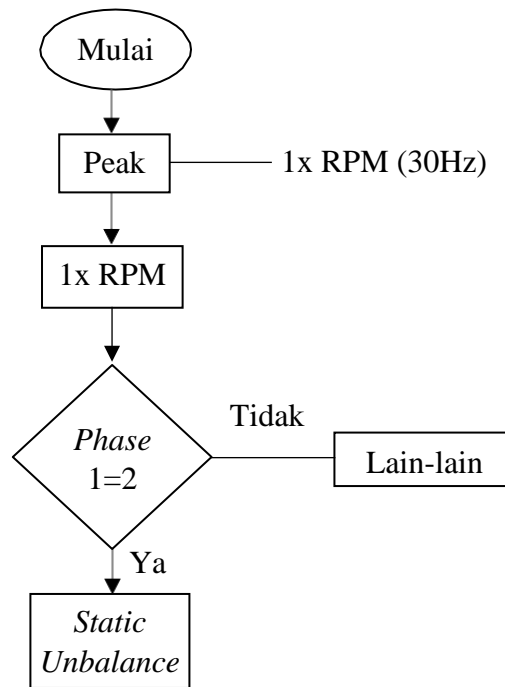 Mulai
Peak
1x RPM (30Hz)
1x RPM
Phase
1=2
Tidak
Lain-lain
Ya
Static
Unbalance